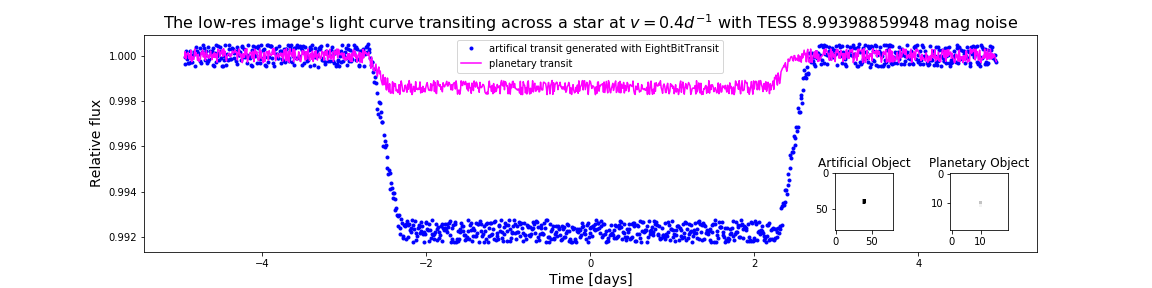 The low-res image's light curve transiting across a star at v = 0.4d⁻¹ with TESS 8.99398859948 mag noise
artifical transit generated with EightBitTransit
planetary transit
Relative flux
1.000
0.998
0.996
0.994
0.992
Artificial Object
0
50
0 50
Planetary Object
0
10
0 10
−4 −2 0 2 4
Time [days]